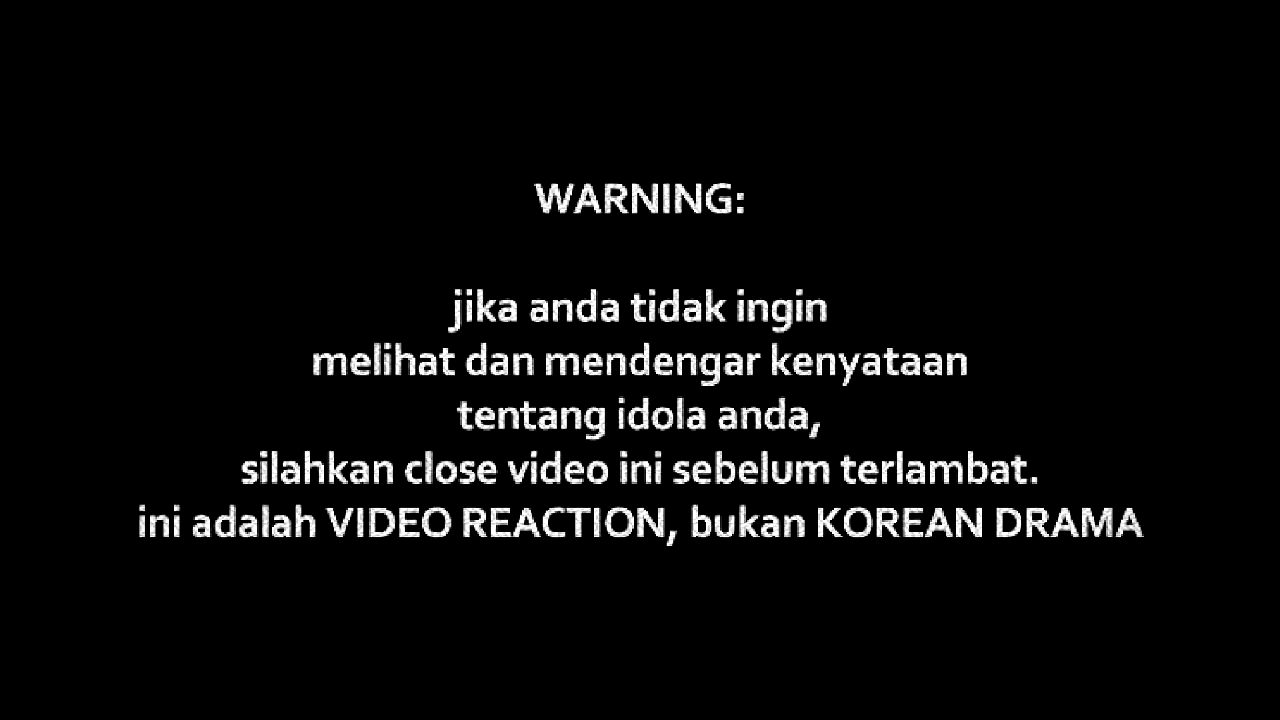 WARNING:
jika anda tidak ingin
melihat dan mendengar kenyataan
tentang idola anda,
silahkan close video ini sebelum terlambat.
ini adalah VIDEO REACTION, bukan KOREAN DRAMA